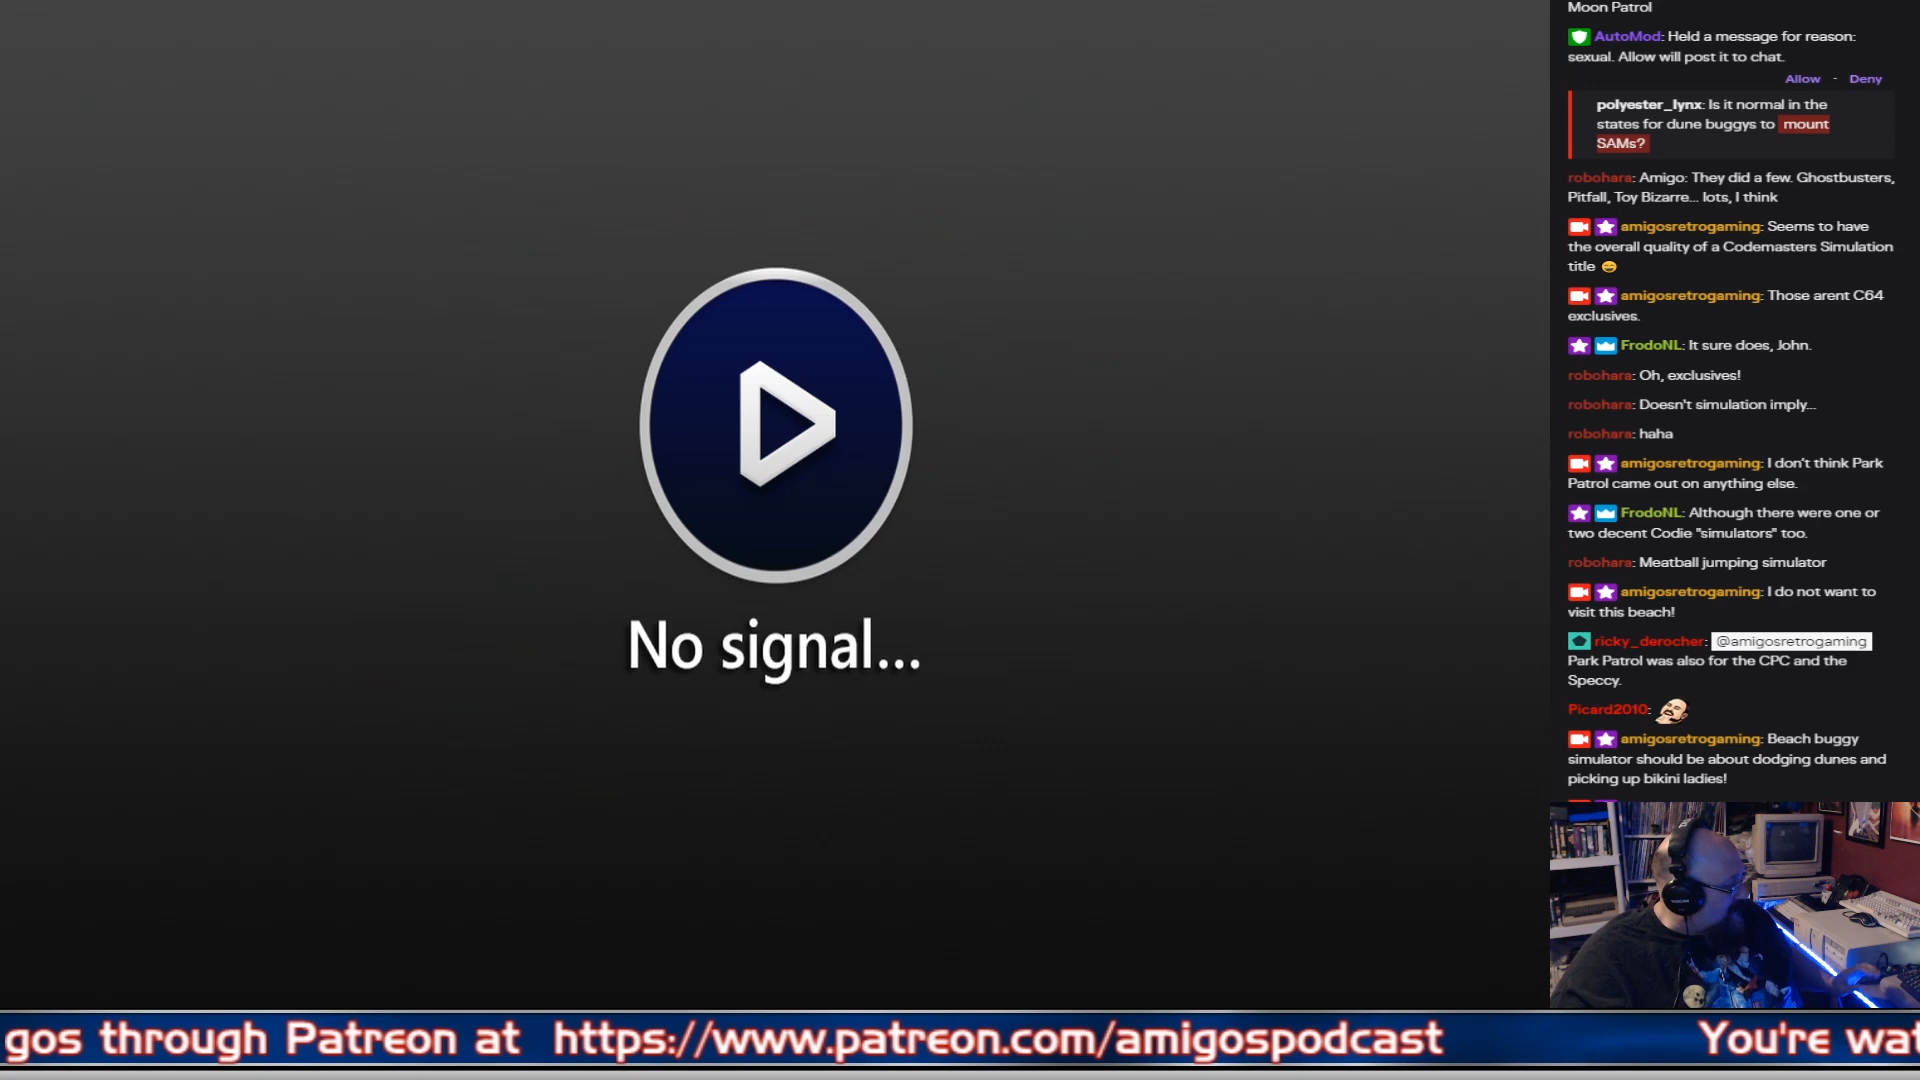 No signal...
Moon Patrol
AutoMod: Held a message for reason:
sexual. Allow will post it to chat.
Allow - Deny
polyester_lynx: Is it normal in the
states for dune buggys to mount
SAMs?
robohara: Amigo: They did a few. Ghostbusters,
Pitfall, Toy Bizarre... lots, I think
amigosretrogaming: Seems to have
the overall quality of a Codemasters Simulation
title
amigosretrogaming: Those arent C64
exclusives.
FrodoNL: It sure does, John.
robohara: Oh, exclusives!
robohara: Doesn't simulation imply...
robohara: haha
amigosretrogaming: I don't think Park
Patrol came out on anything else.
FrodoNL: Although there were one or
two decent Codie "simulators" too.
robohara: Meatball jumping simulator
amigosretrogaming: I do not want to
visit this beach!
ricky_derocher: @amigosretrogaming
Park Patrol was also for the CPC and the
Speccy.
Picard2010:
amigosretrogaming: Beach buggy
simulator should be about dodging dunes and
picking up bikini ladies!
gos through Patreon at https://www.patreon.com/amigospodcast You're wat